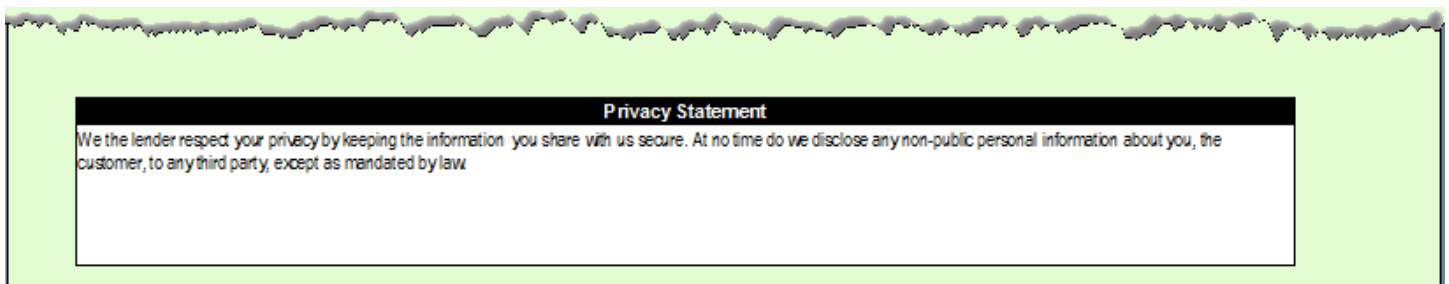 Privacy Statement
We the lender respect your privacy by keeping the information you share with us secure. At no time do we disclose any non-public personal information about you, the
customer, to any third party, except as mandated by law.